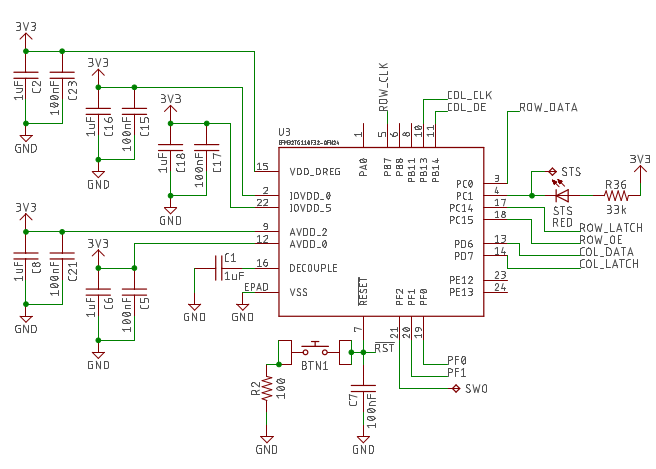 3V3
1uF
C2
100nF
C23
GND
3V3
1uF
C16
100nF
C15
GND
3V3
1uF
C18
100nF
C17
GND
3V3
1uF
C8
100nF
C21
GND
3V3
1uF
C6
100nF
C5
GND
C1
1uF
GND
EPAD
GND
U3
EFM32TG110F32-QFN24
15 VDD_DREG
2 IOVDD_0
22 IOVDD_5
9 AVDD_2
12 AVDD_0
16 DECOUPLE
VSS
ROW_CLK
COL_CLK
COL_OE
ROW_DATA
1 PA0
5 PB7
6 PB8
8 PB11
10 PB13
11 PB14
PC0 3
PC1 4
PC14 17
PC15 18
PD6 13
PD7 14
PE12 23
PE13 24
STS
STS
RED
R36
33k
3V3
ROW_LATCH
ROW_OE
COL_DATA
COL_LATCH
RESET
7
PF2
21
PF1
20
PF0
19
RST
BTN1
R2
100
GND
C7
100nF
GND
PF0
PF1
SWO